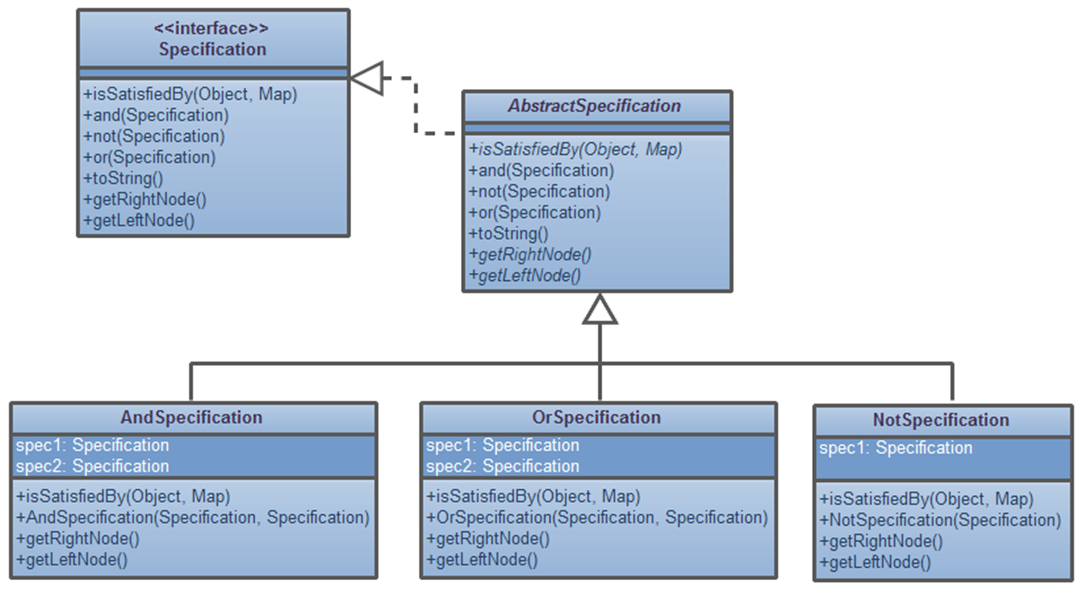 <<interface>>
Specification
+isSatisfiedBy(Object, Map)
+and(Specification)
+not(Specification)
+or(Specification)
+toString()
+getRightNode()
+getLeftNode()
AbstractSpecification
+isSatisfiedBy(Object, Map)
+and(Specification)
+not(Specification)
+or(Specification)
+toString()
+getRightNode()
+getLeftNode()
AndSpecification
spec1: Specification
spec2: Specification
+isSatisfiedBy(Object, Map)
+AndSpecification(Specification, Specification)
+getRightNode()
+getLeftNode()
OrSpecification
spec1: Specification
spec2: Specification
+isSatisfiedBy(Object, Map)
+OrSpecification(Specification, Specification)
+getRightNode()
+getLeftNode()
NotSpecification
spec1: Specification
+isSatisfiedBy(Object, Map)
+NotSpecification(Specification)
+getRightNode()
+getLeftNode()